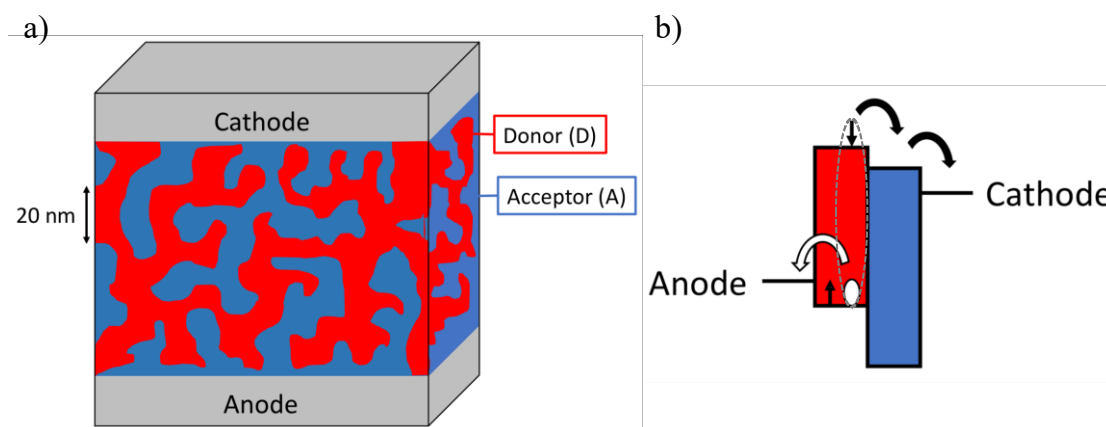 a)
b)
Cathode
Donor (D)
Acceptor (A)
20 nm
Cathode
Anode
Anode